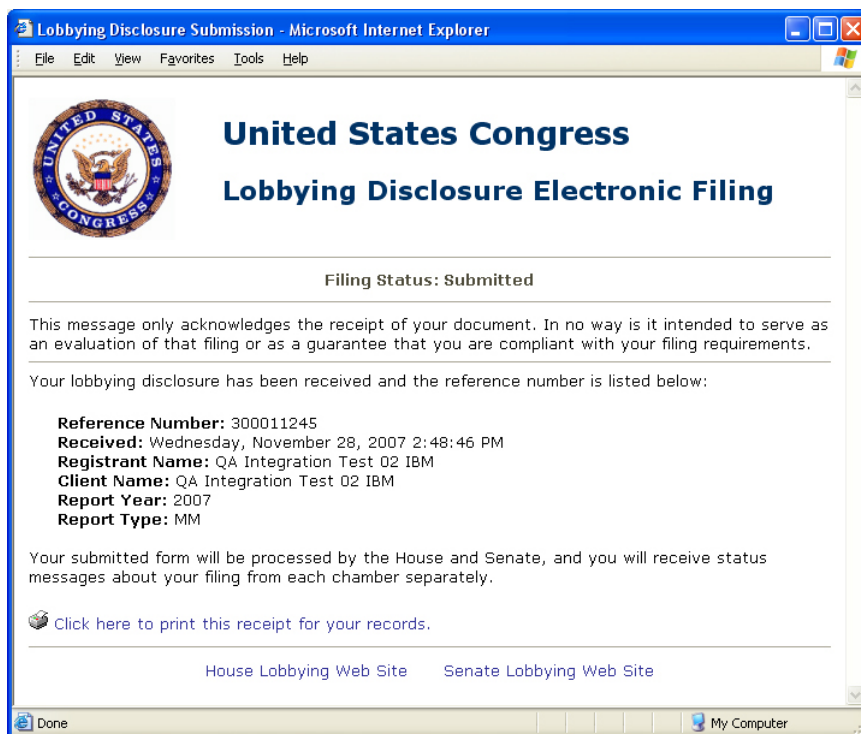 Lobbying Disclosure Submission - Microsoft Internet Explorer
File Edit View Favorites Tools Help
UNITED STATES CONGRESS
United States Congress
Lobbying Disclosure Electronic Filing
Filing Status: Submitted
This message only acknowledges the receipt of your document. In no way is it intended to serve as
an evaluation of that filing or as a guarantee that you are compliant with your filing requirements.
Your lobbying disclosure has been received and the reference number is listed below:
Reference Number: 300011245
Received: Wednesday, November 28, 2007 2:48:46 PM
Registrant Name: QA Integration Test 02 IBM
Client Name: QA Integration Test 02 IBM
Report Year: 2007
Report Type: MM
Your submitted form will be processed by the House and Senate, and you will receive status
messages about your filing from each chamber separately.
Click here to print this receipt for your records.
House Lobbying Web Site Senate Lobbying Web Site
Done My Computer